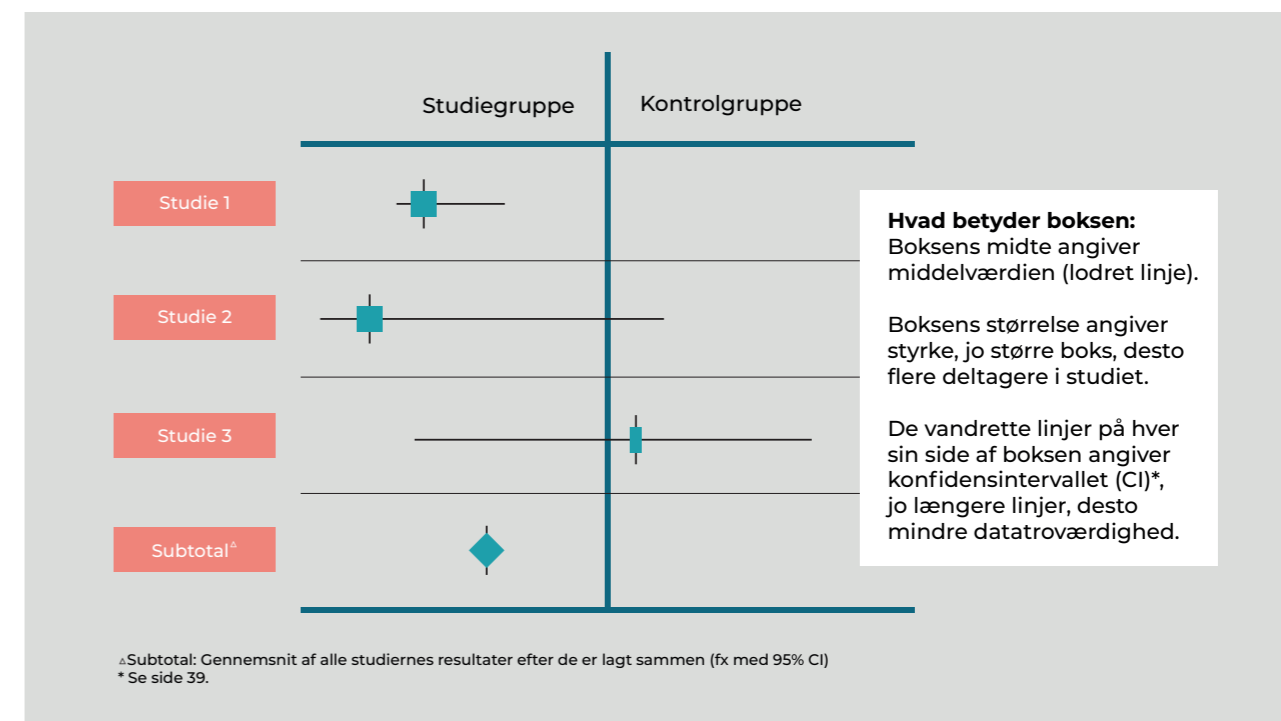 Studiegruppe
Kontrolgruppe
Studie 1
Studie 2
Studie 3
Subtotal△
Hvad betyder boksen:
Boksens midte angiver
middelværdien (lodret linje).
Boksens størrelse angiver
styrke, jo større boks, desto
flere deltagere i studiet.
De vandrette linjer på hver
sin side af boksen angiver
konfidensintervallet (CI)*,
jo længere linjer, desto
mindre datatroværdighed.
△Subtotal: Gennemsnit af alle studiernes resultater efter de er lagt sammen (fx med 95% CI)
* Se side 39.